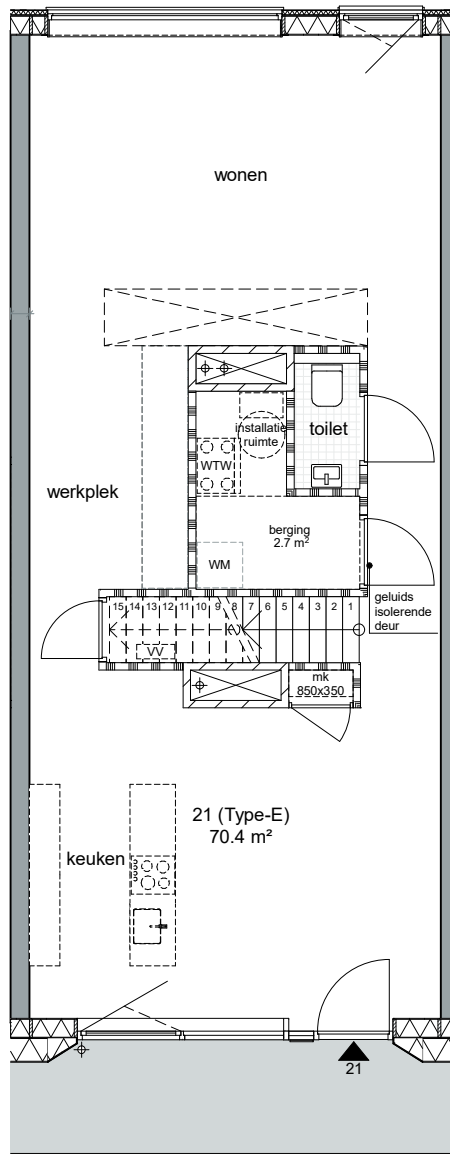 wonen
installatie
ruimte
toilet
WTW
werkplek
berging
2.7 m²
WM
geluids
isolerende
deur
15 14 13 12 11 10 9 8 7 6 5 4 3 2 1
VV
mk
850x350
21 (Type-E)
70.4 m²
keuken
21